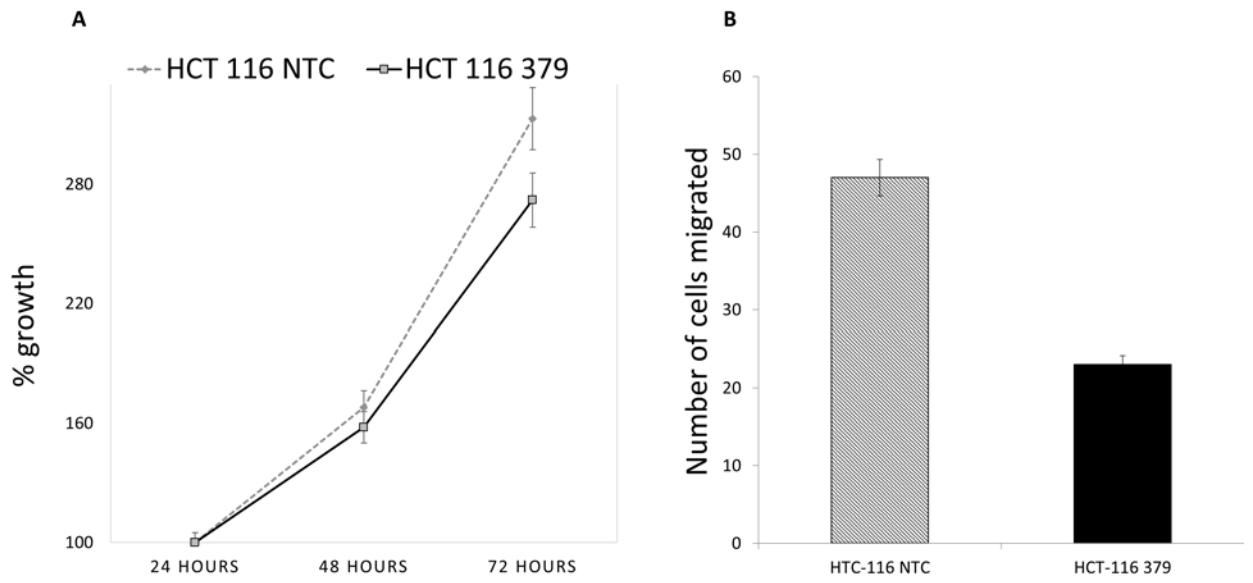 A
HCT 116 NTC HCT 116 379
% growth
280
220
160
100
24 HOURS 48 HOURS 72 HOURS
B
Number of cells migrated
60
50
40
30
20
10
0
HTC-116 NTC HCT-116 379